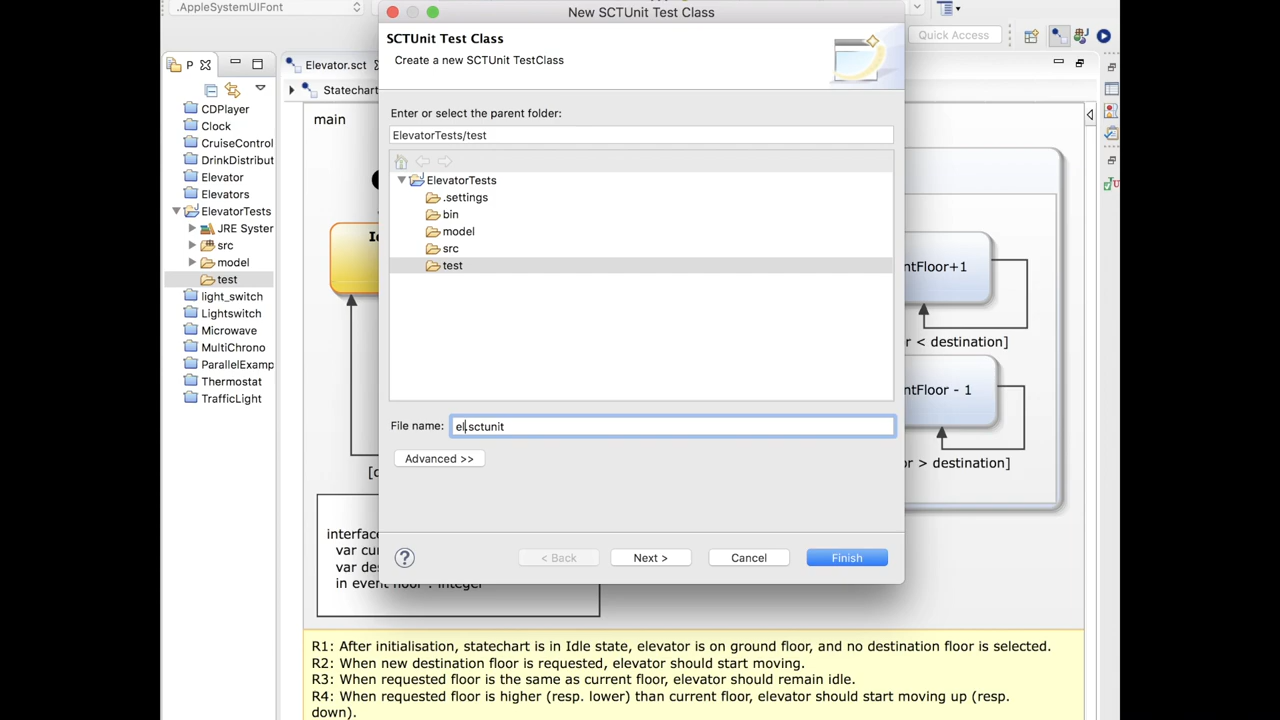 .AppleSystemUIFont
New SCTUnit Test Class
Quick Access
SCTUnit Test Class
Create a new SCTUnit TestClass
P
Elevator.sct
Statechart
main
CDPlayer
Clock
CruiseControl
DrinkDistribut
Elevator
Elevators
ElevatorTests
JRE Syster
src
model
test
light_switch
Lightswitch
Microwave
MultiChrono
ParallelExamp
Thermostat
TrafficLight
Enter or select the parent folder:
ElevatorTests/test
ElevatorTests
.settings
bin
model
src
test
File name:
el.sctunit
Advanced >>
< Back
Next >
Cancel
Finish
ntFloor+1
r < destination]
ntFloor - 1
or > destination]
interface
var cu
var des
in event floor : integer
R1: After initialisation, statechart is in Idle state, elevator is on ground floor, and no destination floor is selected.
R2: When new destination floor is requested, elevator should start moving.
R3: When requested floor is the same as current floor, elevator should remain idle.
R4: When requested floor is higher (resp. lower) than current floor, elevator should start moving up (resp.
down).